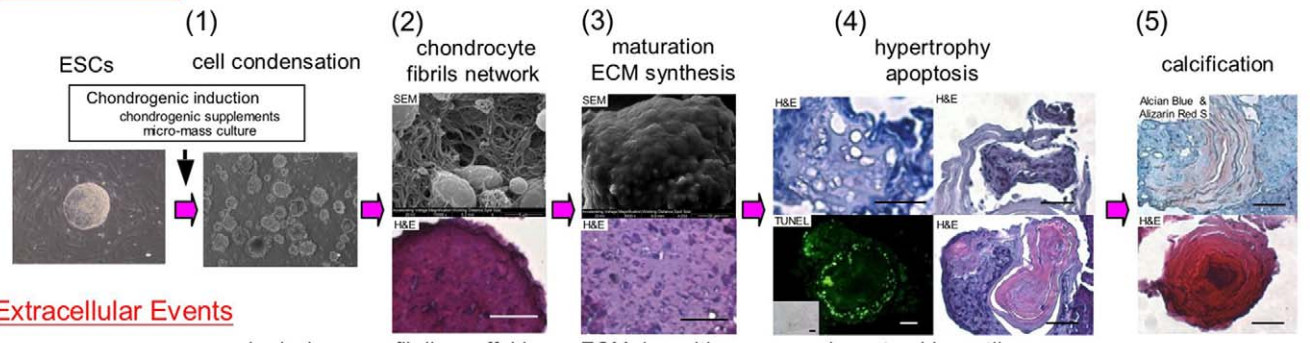 (1)
ESCs
cell condensation
Chondrogenic induction
chondrogenic supplements
micro-mass culture
(2)
chondrocyte
fibrils network
SEM
H&E
(3)
maturation
ECM synthesis
SEM
H&E
(4)
hypertrophy
apoptosis
H&E
H&E
TUNEL
H&E
(5)
calcification
Alcian Blue &
Alizarin Red S
H&E
Extracellular Events